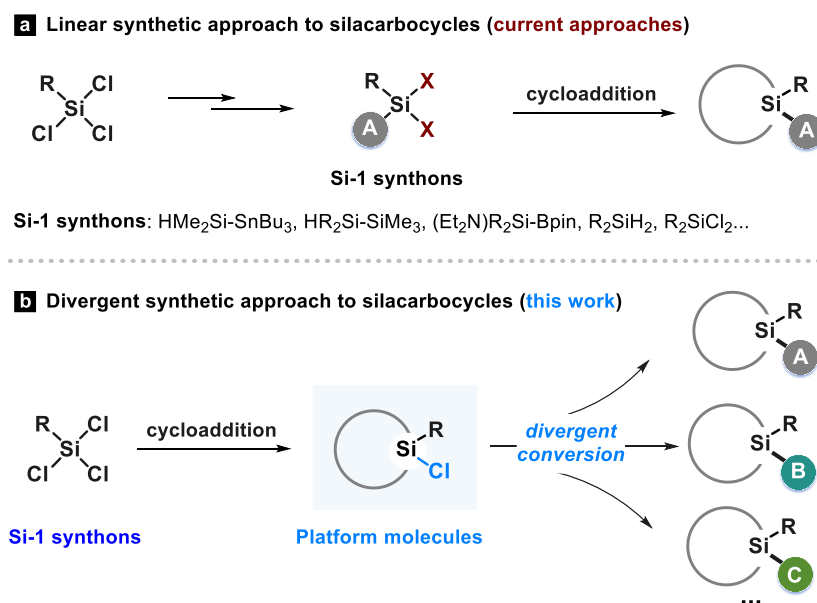 a Linear synthetic approach to silacarbocycles (current approaches)
R Cl
Si
Cl Cl
R X
Si
A X
Si-1 synthons
cycloaddition
R
Si
A
Si-1 synthons: HMe₂Si-SnBu₃, HR₂Si-SiMe₃, (Et₂N)R₂Si-Bpin, R₂SiH₂, R₂SiCl₂...
b Divergent synthetic approach to silacarbocycles (this work)
R Cl
Si
Cl Cl
Si-1 synthons
cycloaddition
R
Si
Cl
Platform molecules
divergent
conversion
R
Si
A
R
Si
B
R
Si
C
...